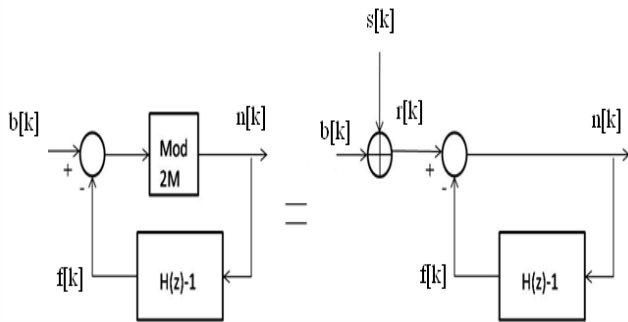 s[k]
b[k]
+
-
Mod
2M
n[k]
f[k]
H(z)-1
=
b[k]
r[k]
+
-
n[k]
f[k]
H(z)-1